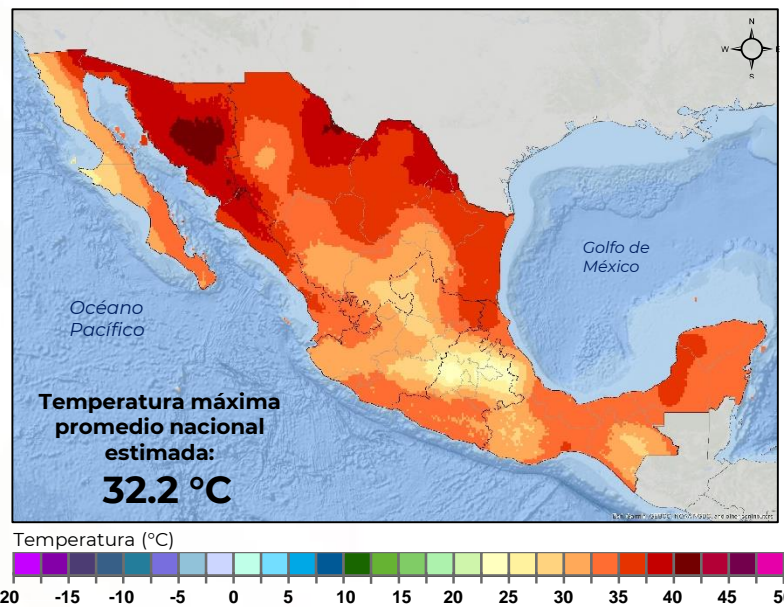 N
W
E
S
Golfo de
México
Océano
Pacífico
Temperatura máxima
promedio nacional
estimada:
32.2 °C
Temperatura (°C)
20 -15 -10 -5 0 5 10 15 20 25 30 35 40 45